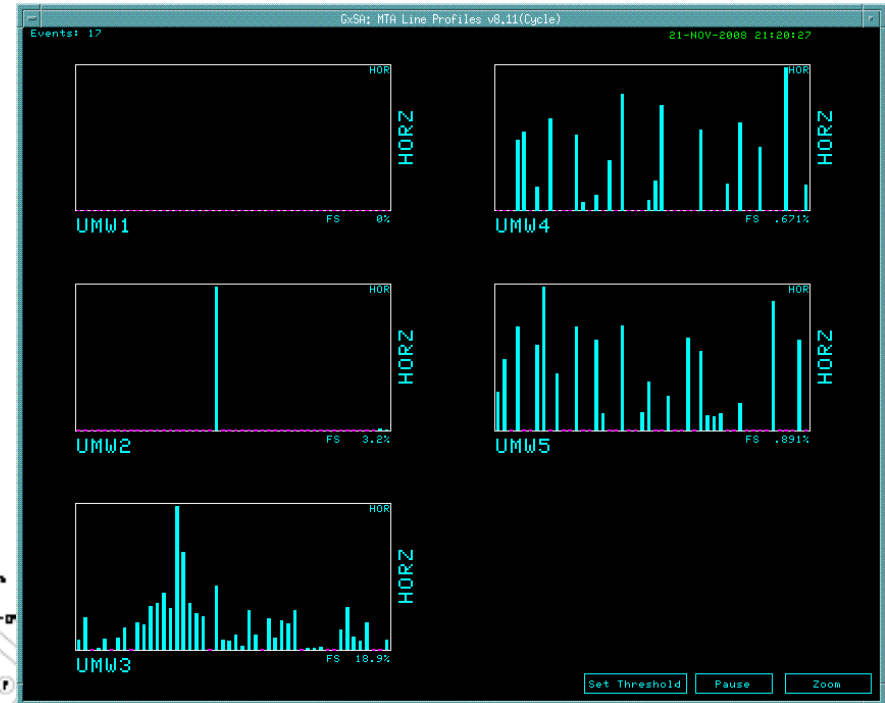 GxSA: MTA Line Profiles v8.11(Cycle)
Events: 17
21-NOV-2008 21:20:27
HOR
HORZ
UMW1
FS 0%
HOR
HORZ
UMW4
FS .671%
HOR
HORZ
UMW2
FS 3.2%
HOR
HORZ
UMW5
FS .891%
HOR
HORZ
UMW3
FS 18.9%
Set Threshold
Pause
Zoom